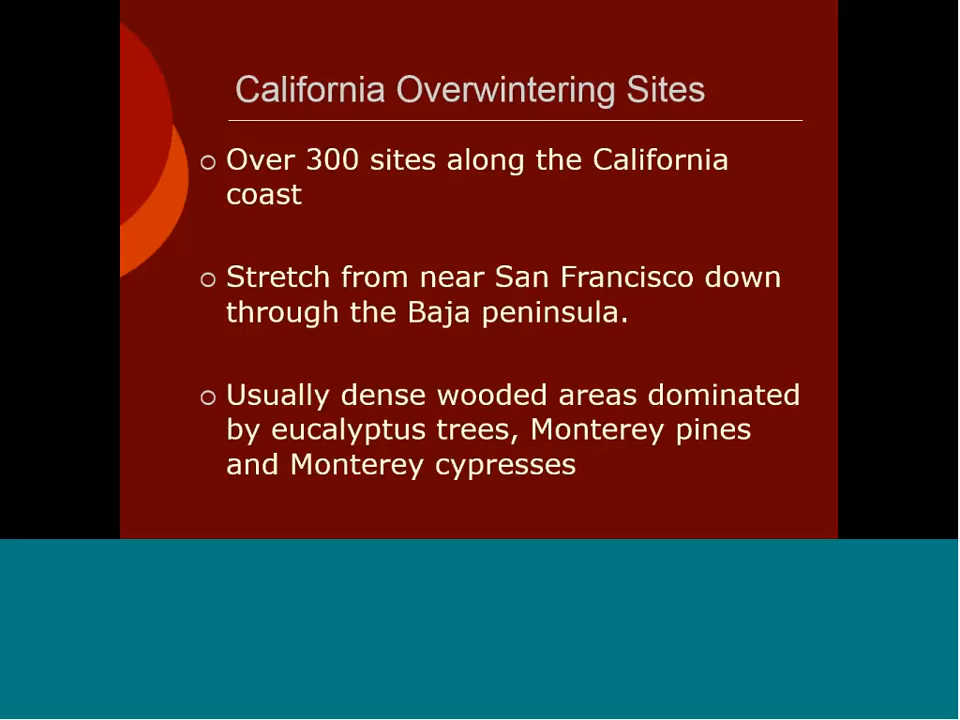 California Overwintering Sites
Over 300 sites along the California
coast
Stretch from near San Francisco down
through the Baja peninsula.
Usually dense wooded areas dominated
by eucalyptus trees, Monterey pines
and Monterey cypresses